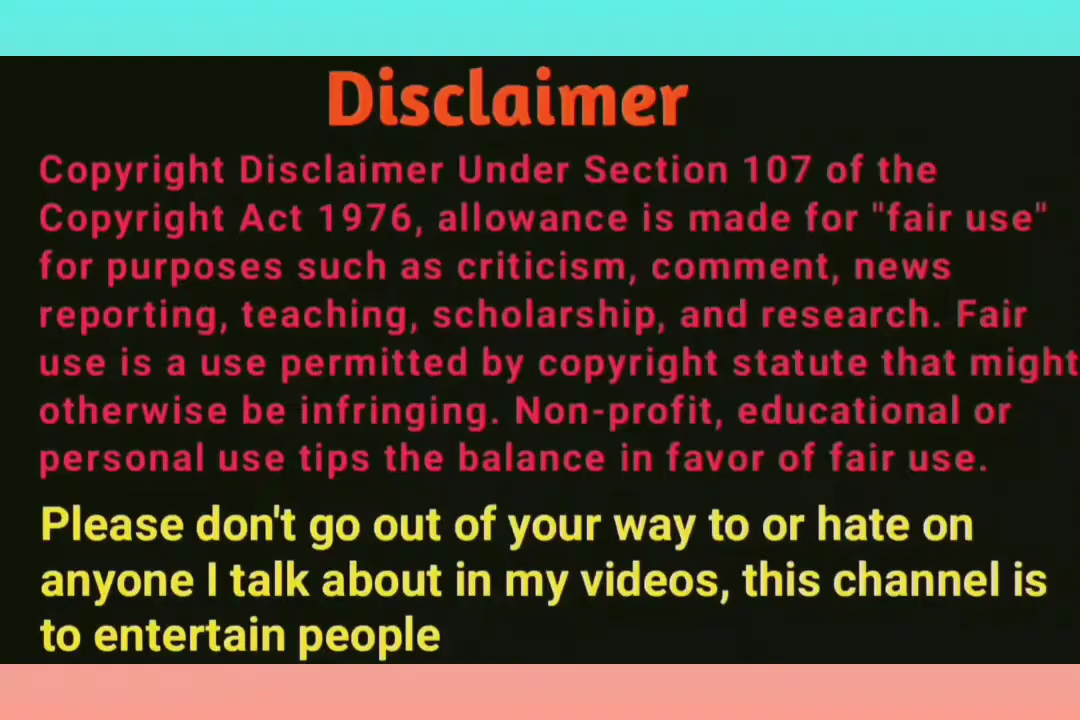 Disclaimer
Copyright Disclaimer Under Section 107 of the
Copyright Act 1976, allowance is made for "fair use"
for purposes such as criticism, comment, news
reporting, teaching, scholarship, and research. Fair
use is a use permitted by copyright statute that might
otherwise be infringing. Non-profit, educational or
personal use tips the balance in favor of fair use.
Please don't go out of your way to or hate on
anyone I talk about in my videos, this channel is
to entertain people